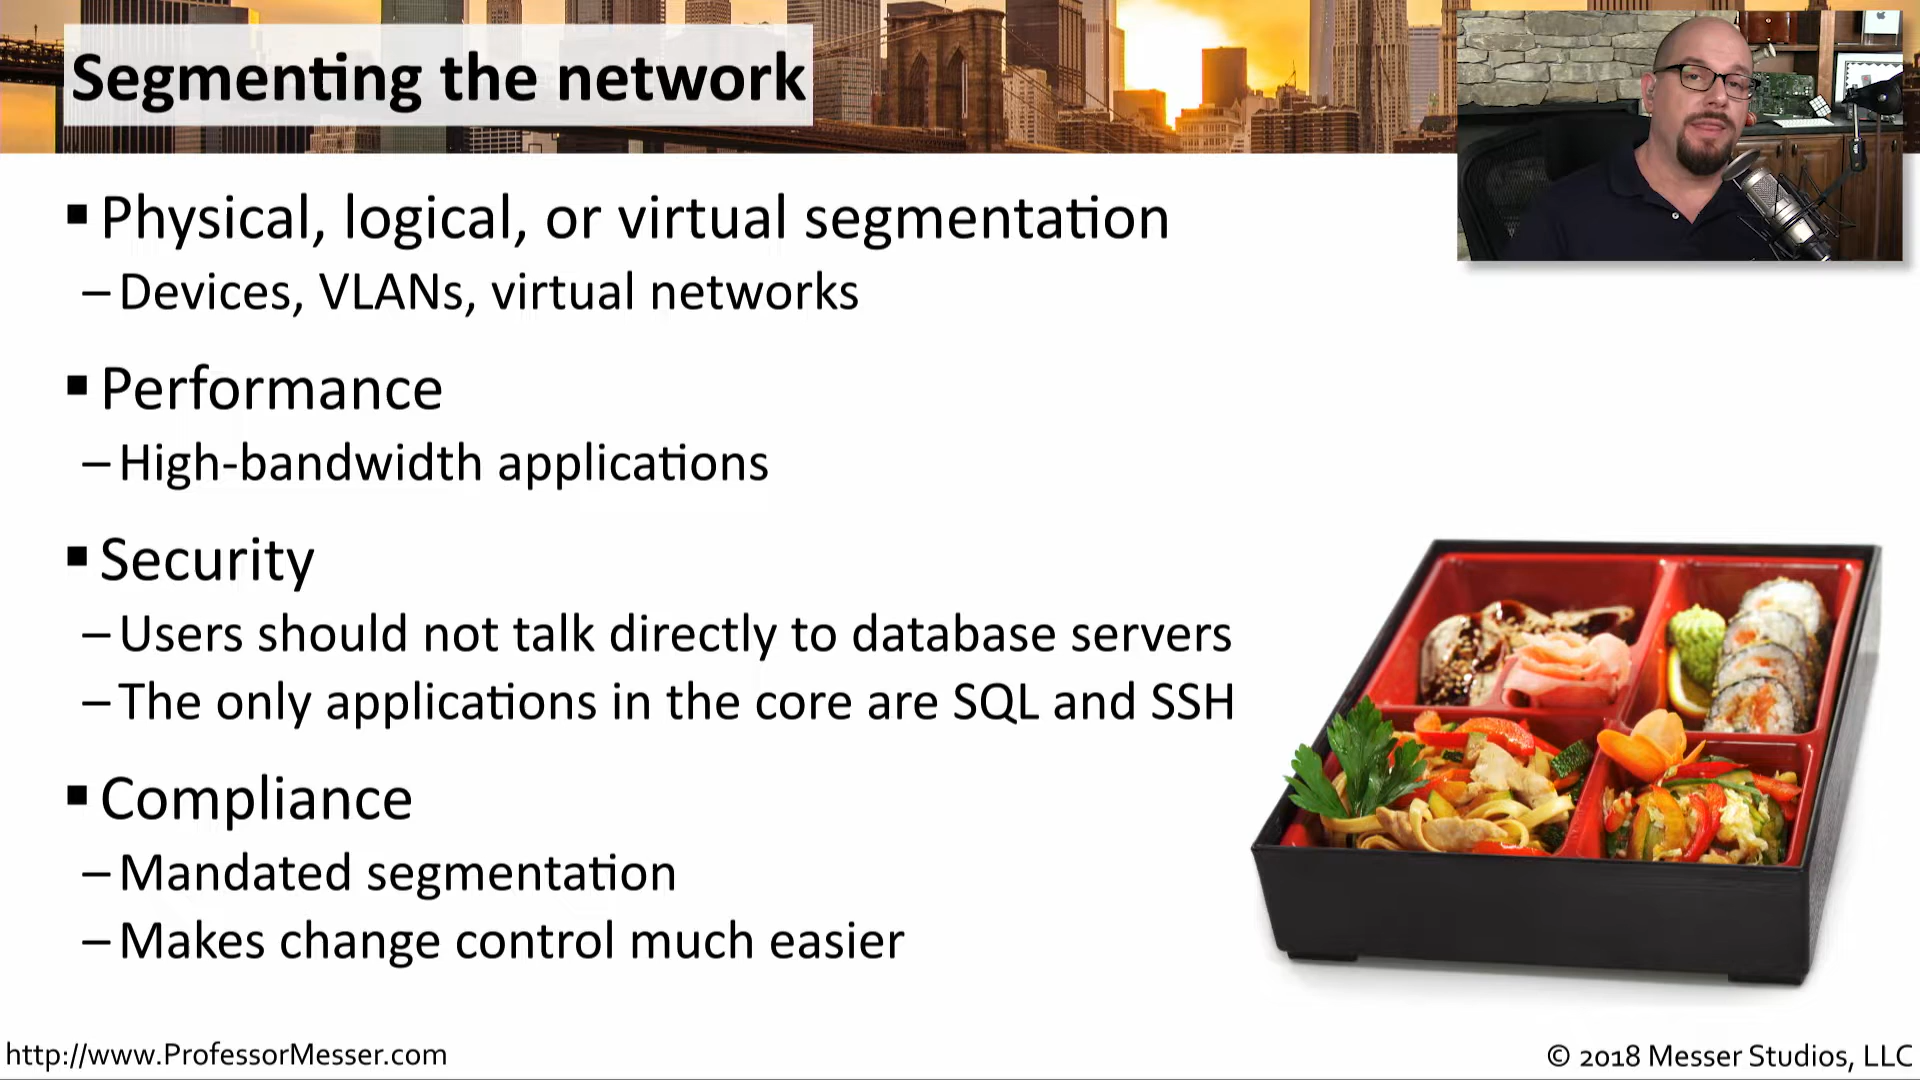 Segmenting the network
▪ Physical, logical, or virtual segmentation
– Devices, VLANs, virtual networks
▪ Performance
– High-bandwidth applications
▪ Security
– Users should not talk directly to database servers
– The only applications in the core are SQL and SSH
▪ Compliance
– Mandated segmentation
– Makes change control much easier
http://www.ProfessorMesser.com
© 2018 Messer Studios, LLC